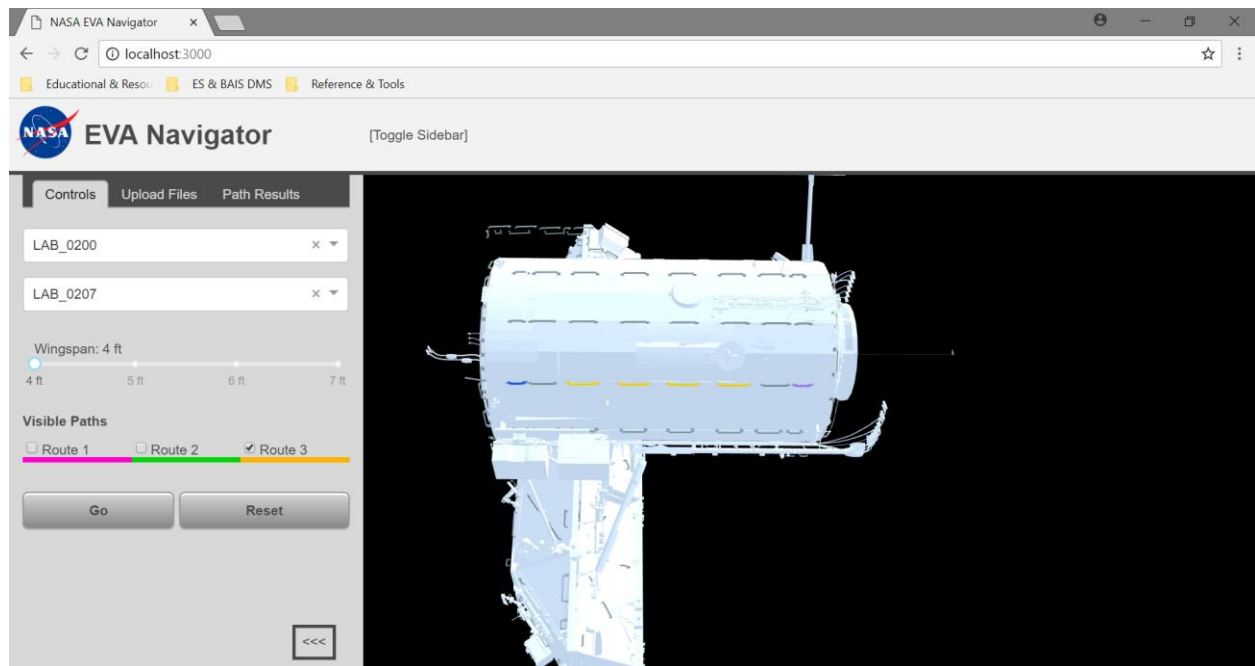 NASA EVA Navigator
localhost:3000
Educational & Resou ES & BAIS DMS Reference & Tools
NASA EVA Navigator [Toggle Sidebar]
Controls Upload Files Path Results
LAB_0200
LAB_0207
Wingspan: 4 ft
4 ft 5 ft 6 ft 7 ft
Visible Paths
Route 1 Route 2 Route 3
Go Reset
<<<